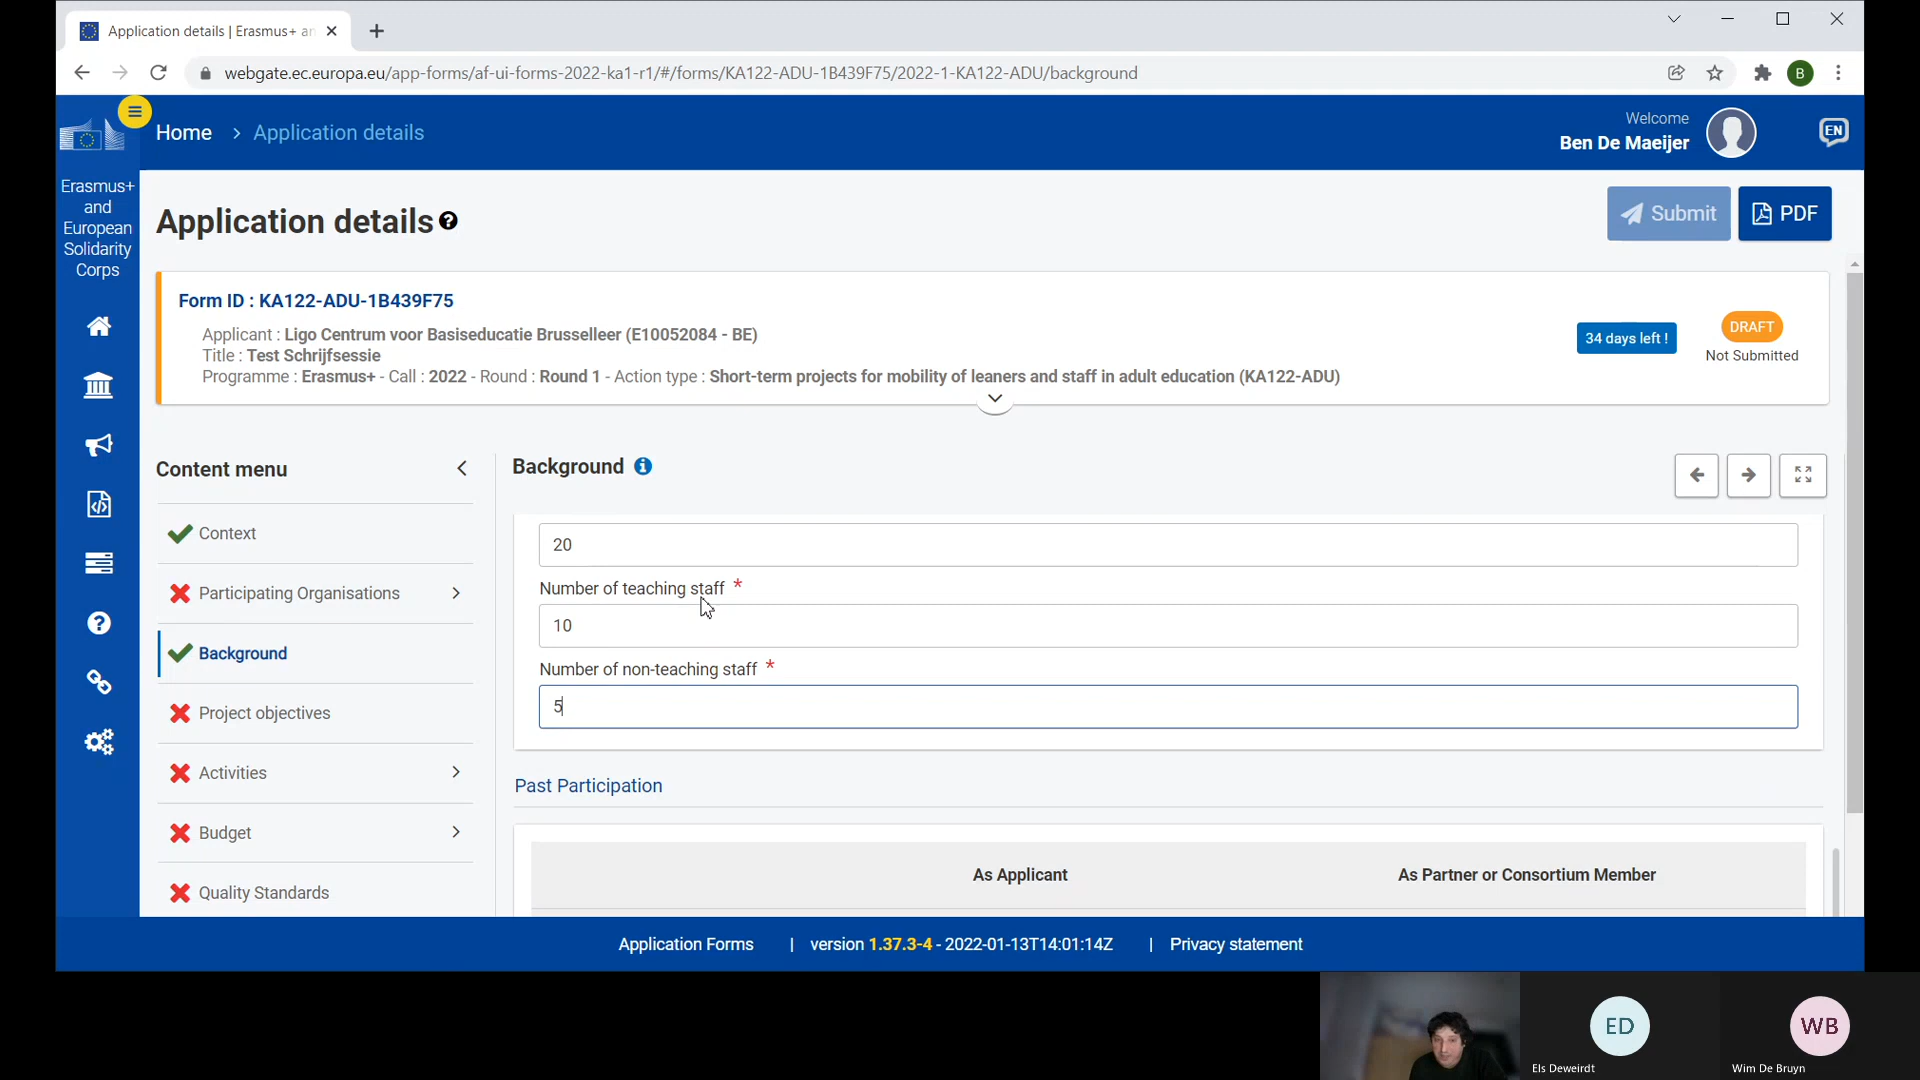 Application details | Erasmus+ an
webgate.ec.europa.eu/app-forms/af-ui-forms-2022-ka1-r1/#/forms/KA122-ADU-1B439F75/2022-1-KA122-ADU/background
B
Home > Application details
Welcome
Ben De Maeijer
EN
Erasmus+
and
European
Solidarity
Corps
Application details
Submit
PDF
Form ID : KA122-ADU-1B439F75
Applicant : Ligo Centrum voor Basiseducatie Brusselleer (E10052084 - BE)
Title : Test Schrijfsessie
Programme : Erasmus+ - Call : 2022 - Round : Round 1 - Action type : Short-term projects for mobility of leaners and staff in adult education (KA122-ADU)
34 days left !
DRAFT
Not Submitted
Content menu
Context
Participating Organisations
Background
Project objectives
Activities
Budget
Quality Standards
Background
20
Number of teaching staff *
10
Number of non-teaching staff *
5
Past Participation
As Applicant
As Partner or Consortium Member
Application Forms | version 1.37.3-4 - 2022-01-13T14:01:14Z | Privacy statement
ED
Els Deweirdt
WB
Wim De Bruyn